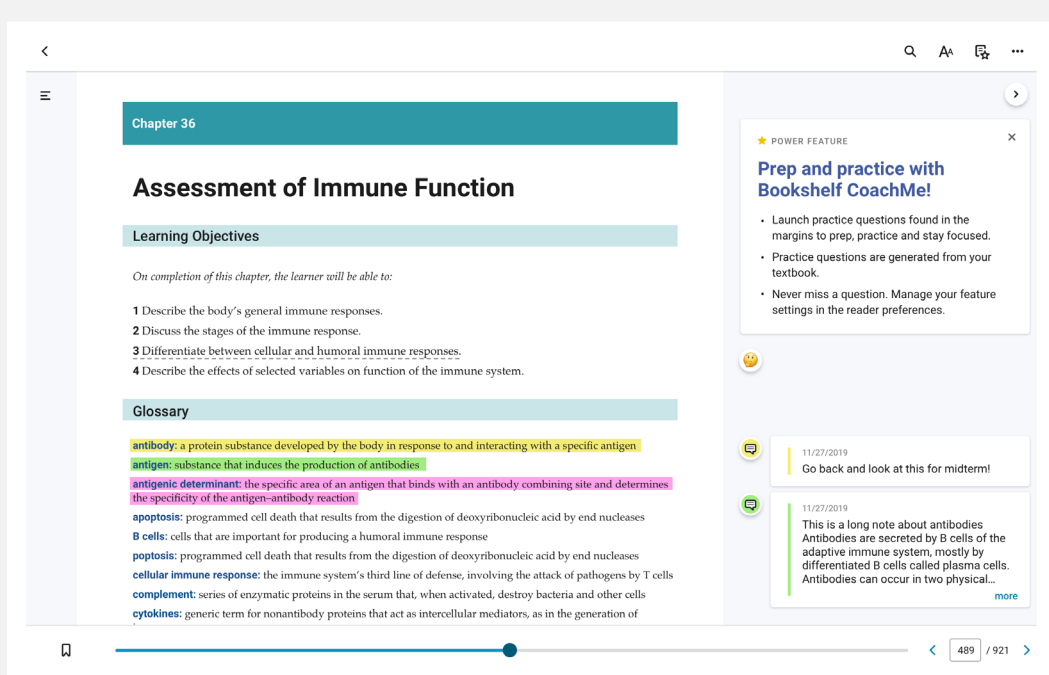 AA
Chapter 36
Assessment of Immune Function
Learning Objectives
On completion of this chapter, the learner will be able to:
1 Describe the body's general immune responses.
2 Discuss the stages of the immune response.
3 Differentiate between cellular and humoral immune responses.
4 Describe the effects of selected variables on function of the immune system.
Glossary
antibody: a protein substance developed by the body in response to and interacting with a specific antigen
antigen: substance that induces the production of antibodies
antigenic determinant: the specific area of an antigen that binds with an antibody combining site and determines
the specificity of the antigen–antibody reaction
apoptosis: programmed cell death that results from the digestion of deoxyribonucleic acid by end nucleases
B cells: cells that are important for producing a humoral immune response
poptosis: programmed cell death that results from the digestion of deoxyribonucleic acid by end nucleases
cellular immune response: the immune system's third line of defense, involving the attack of pathogens by T cells
complement: series of enzymatic proteins in the serum that, when activated, destroy bacteria and other cells
cytokines: generic term for nonantibody proteins that act as intercellular mediators, as in the generation of
POWER FEATURE
Prep and practice with
Bookshelf CoachMe!
• Launch practice questions found in the
margins to prep, practice and stay focused.
• Practice questions are generated from your
textbook.
• Never miss a question. Manage your feature
settings in the reader preferences.
11/27/2019
Go back and look at this for midterm!
11/27/2019
This is a long note about antibodies
Antibodies are secreted by B cells of the
adaptive immune system, mostly by
differentiated B cells called plasma cells.
Antibodies can occur in two physical...
more
489 / 921